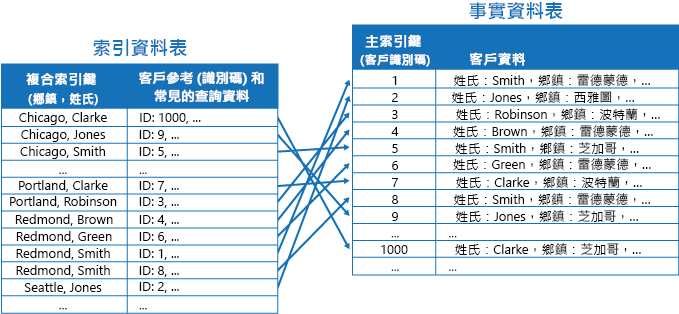 索引資料表
複合索引鍵 (鄉鎮，姓氏) 客戶參考 (識別碼) 和 常見的查詢資料
Chicago, Clarke ID: 1000, ...
Chicago, Jones ID: 9, ...
Chicago, Smith ID: 5, ...
... ...
Portland, Clarke ID: 7, ...
Portland, Robinson ID: 3, ...
Redmond, Brown ID: 4, ...
Redmond, Green ID: 6, ...
Redmond, Smith ID: 1, ...
Redmond, Smith ID: 8, ...
Seattle, Jones ID: 2, ...
... ...
事實資料表
主索引鍵 (客戶識別碼) 客戶資料
1 姓氏：Smith，鄉鎮：雷德蒙德，...
2 姓氏：Jones，鄉鎮：西雅圖，...
3 姓氏：Robinson，鄉鎮：波特蘭，...
4 姓氏：Brown，鄉鎮：雷德蒙德，...
5 姓氏：Smith，鄉鎮：芝加哥，...
6 姓氏：Green，鄉鎮：雷德蒙德，...
7 姓氏：Clarke，鄉鎮：波特蘭，...
8 姓氏：Smith，鄉鎮：雷德蒙德，...
9 姓氏：Jones，鄉鎮：芝加哥，...
... ...
1000 姓氏：Clarke，鄉鎮：芝加哥，...
... ...